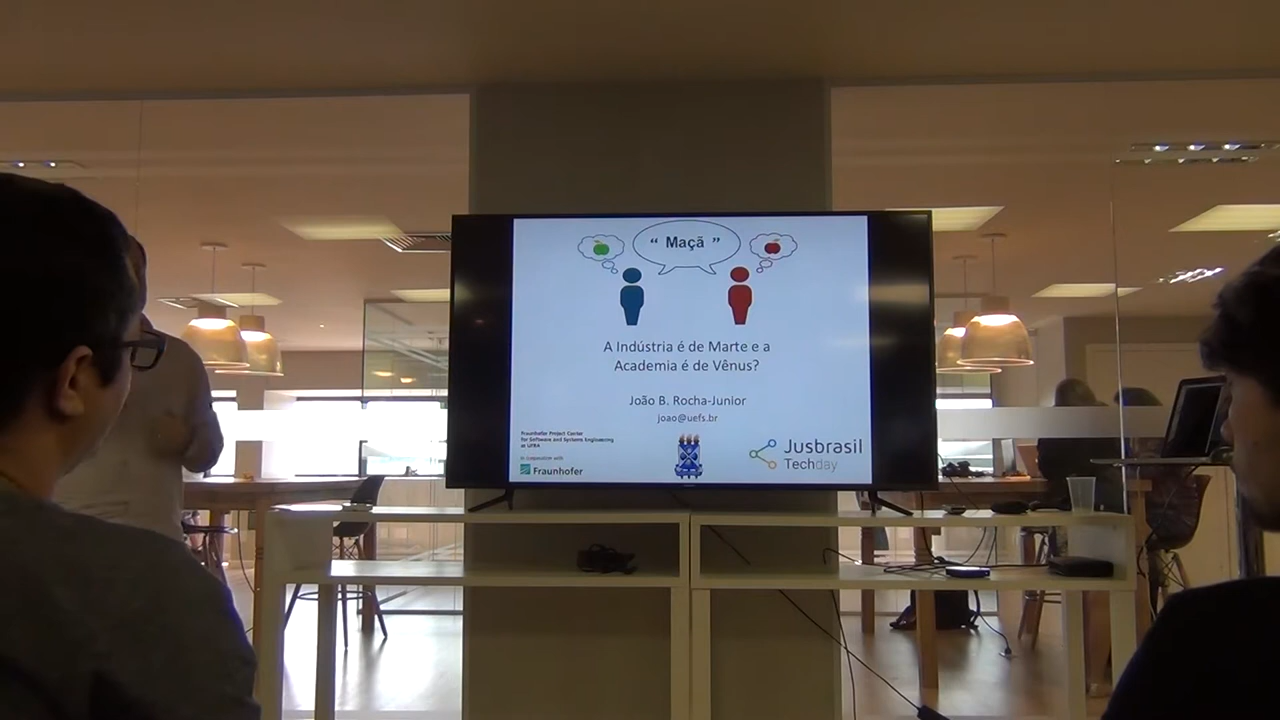 “ Maçã ”
A Indústria é de Marte e a
Academia é de Vênus?
João B. Rocha-Junior
joao@uefs.br
Fraunhofer Project Center
for Software and Systems Engineering
at UFBA
in cooperation with
Fraunhofer
Jusbrasil
Techday